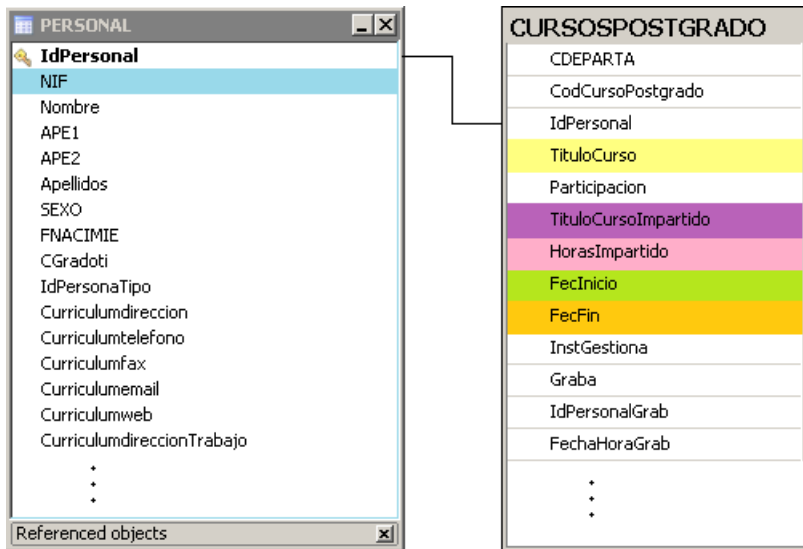 PERSONAL
IdPersonal
NIF
Nombre
APE1
APE2
Apellidos
SEXO
FNACIMIE
CGradoti
IdPersonaTipo
Curriculumdireccion
Curriculumtelefono
Curriculumfax
Curriculumemail
Curriculumweb
CurriculumdireccionTrabajo
Referenced objects
CURSOSPOSTGRADO
CDEPARTA
CodCursoPostgrado
IdPersonal
TituloCurso
Participacion
TituloCursoImpartido
HorasImpartido
FecInicio
FecFin
InstGestiona
Graba
IdPersonalGrab
FechaHoraGrab